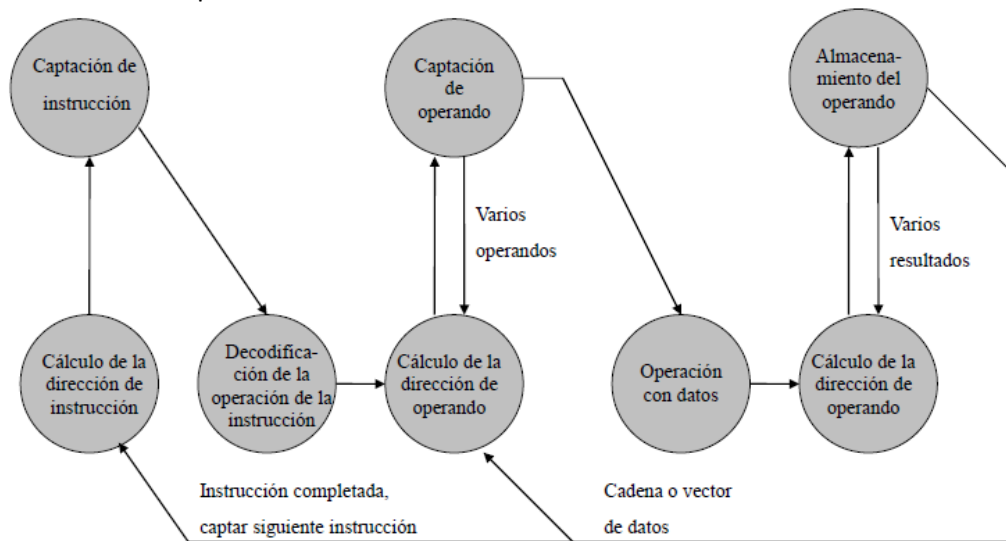 Captación de
instrucción
Captación
de
operando
Almacena-
miento del
operando
Varios
operandos
Varios
resultados
Cálculo de la
dirección de
instrucción
Decodifica-
ción de la
operación de la
instrucción
Cálculo de la
dirección de
operando
Operación
con datos
Cálculo de la
dirección de
operando
Instrucción completada,
captar siguiente instrucción
Cadena o vector
de datos